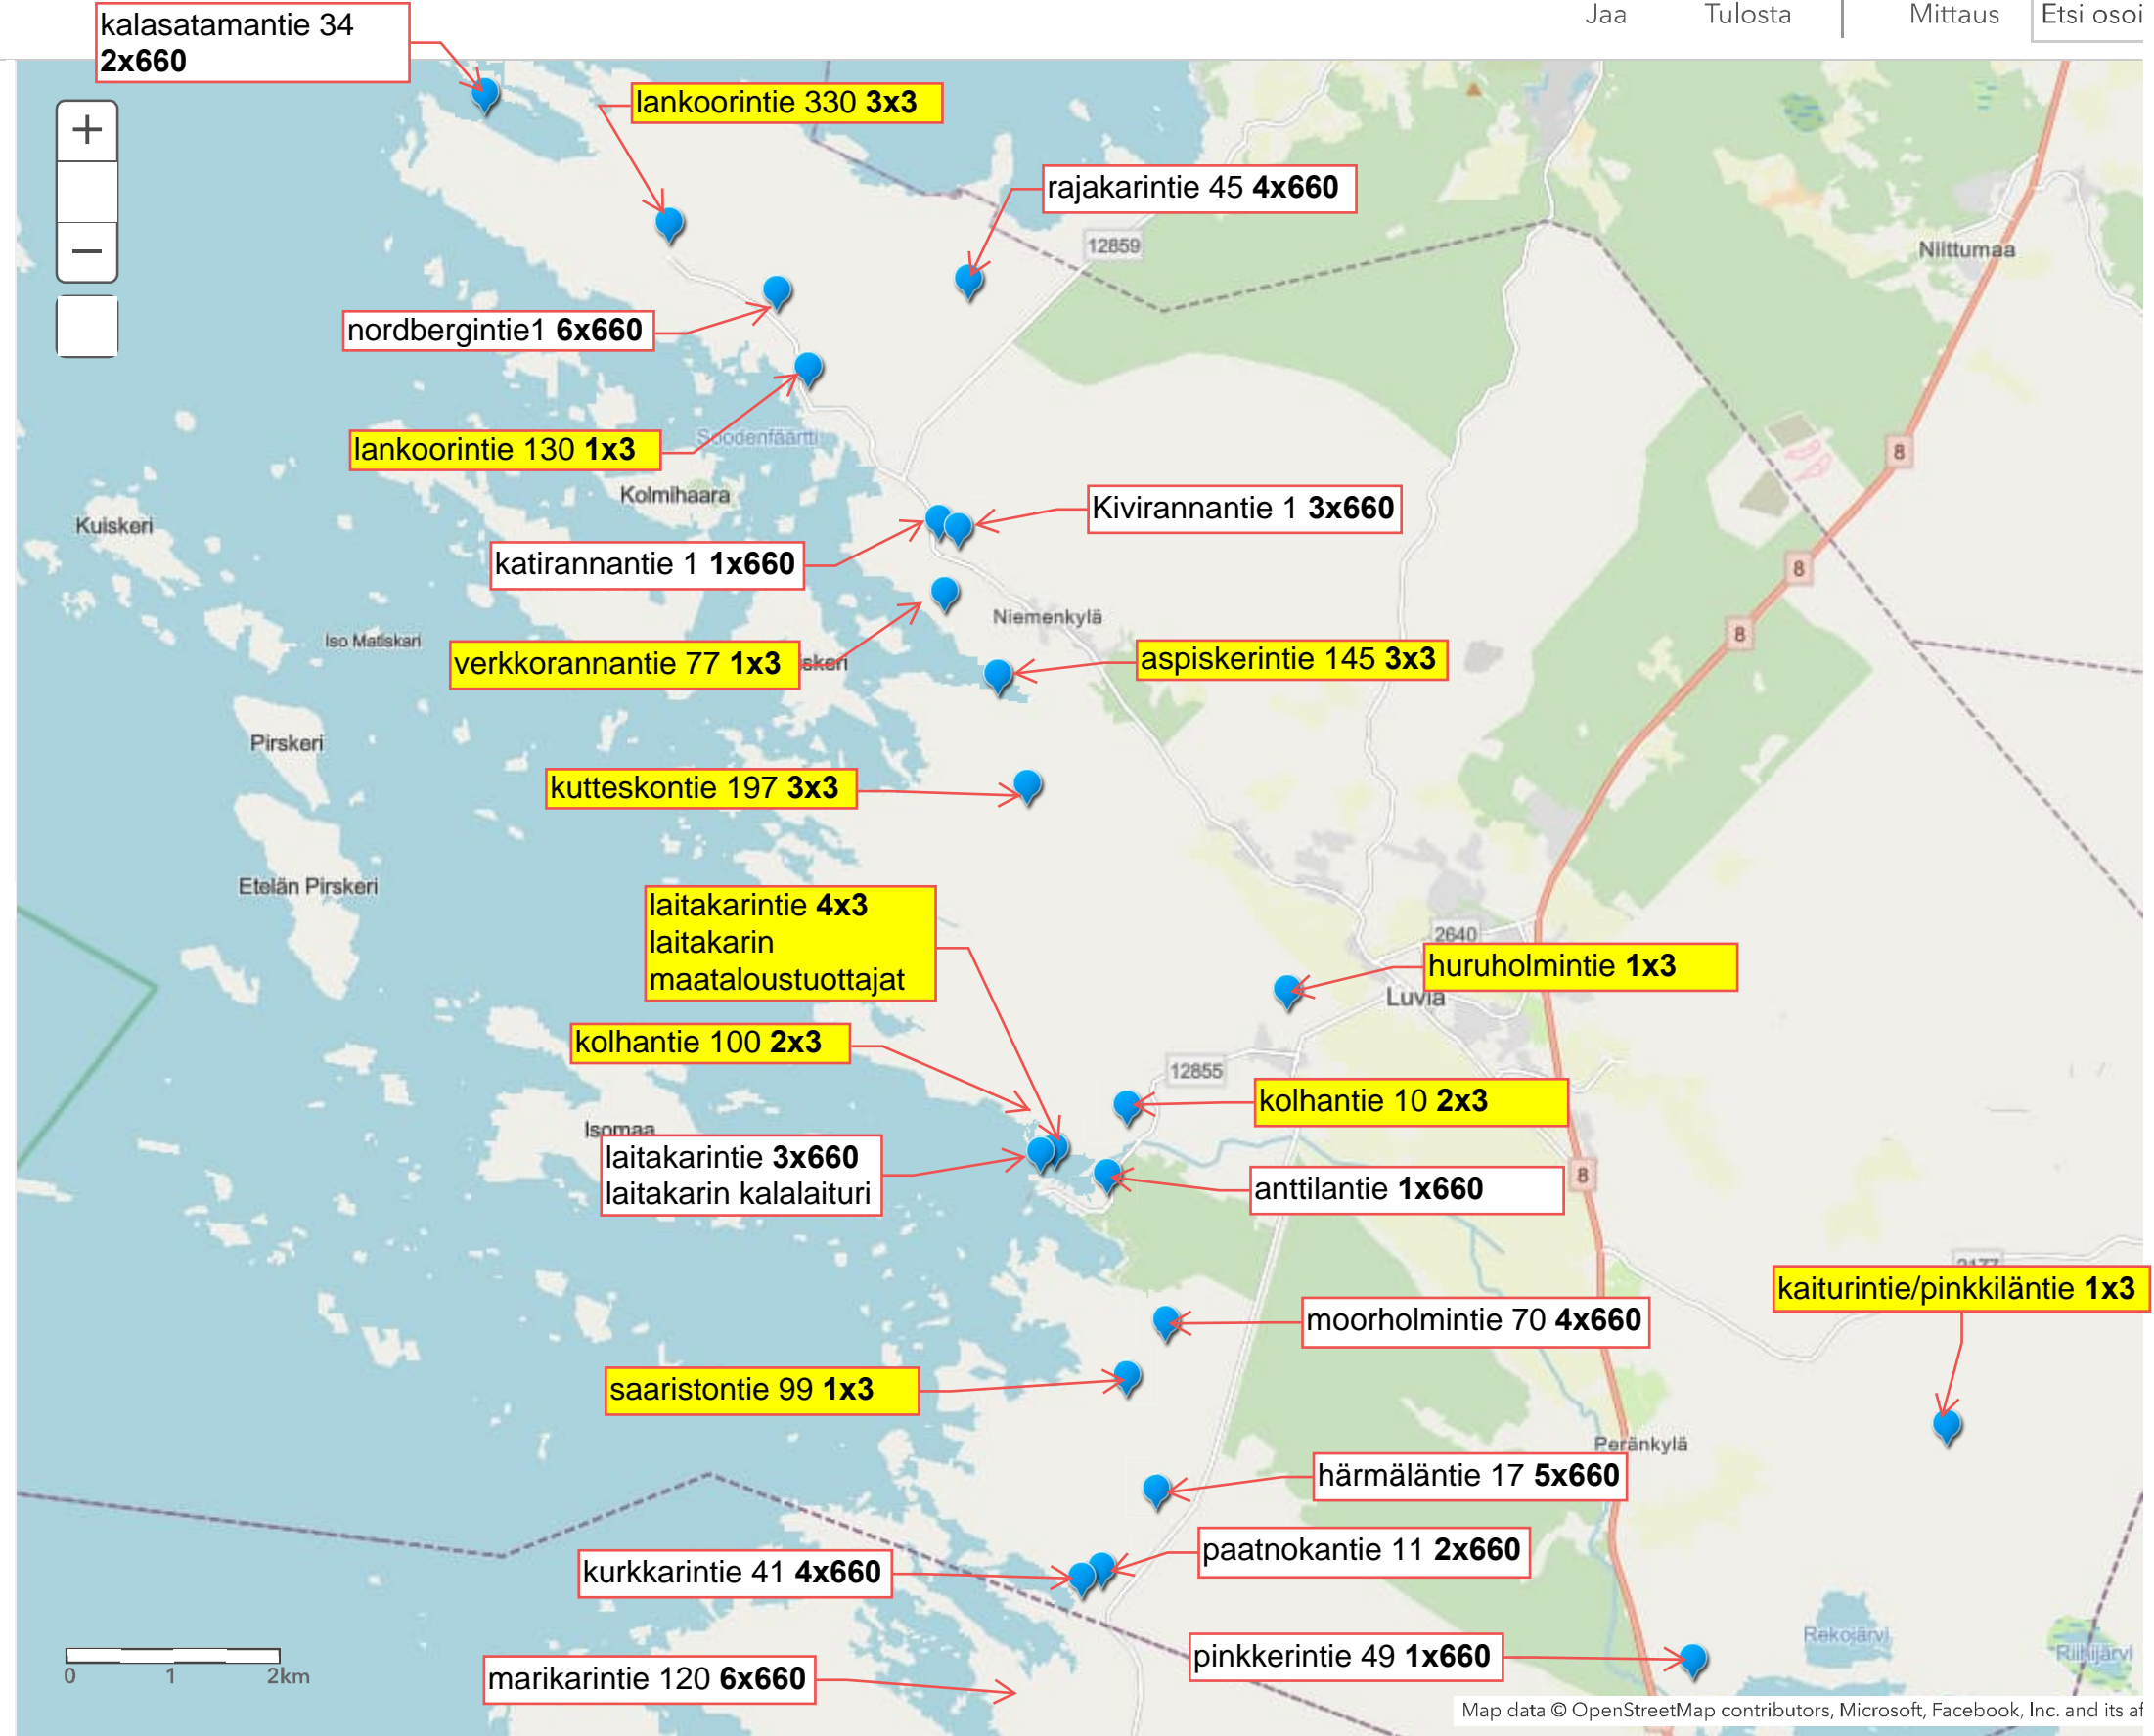 Jaa Tulosta Mittaus Etsi osoi
kalasatamantie 34
2x660
lankoorintie 330 3x3
+
−
rajakarintie 45 4x660
12859
Niittumaa
nordbergintie1 6x660
lankoorintie 130 1x3
Soodenfäärtti
8
Kolmihaara
Kuiskeri
Kivirannantie 1 3x660
katirannantie 1 1x660
8
Niemenkylä
8
Iso Matiskari
verkkorannantie 77 1x3
skeri
aspiskerintie 145 3x3
Pirskeri
kutteskontie 197 3x3
Etelän Pirskeri
laitakarintie 4x3
laitakarin
maataloustuottajat
2640
huruholmintie 1x3
Luvia
kolhantie 100 2x3
12855
kolhantie 10 2x3
Isomaa
laitakarintie 3x660
laitakarin kalalaituri
8
anttilantie 1x660
2177
kaiturintie/pinkkiläntie 1x3
moorholmintie 70 4x660
saaristontie 99 1x3
Peränkylä
härmäläntie 17 5x660
paatnokantie 11 2x660
kurkkarintie 41 4x660
Rekojärvi
Riihijärvi
pinkkerintie 49 1x660
marikarintie 120 6x660
0 1 2km
Map data © OpenStreetMap contributors, Microsoft, Facebook, Inc. and its af